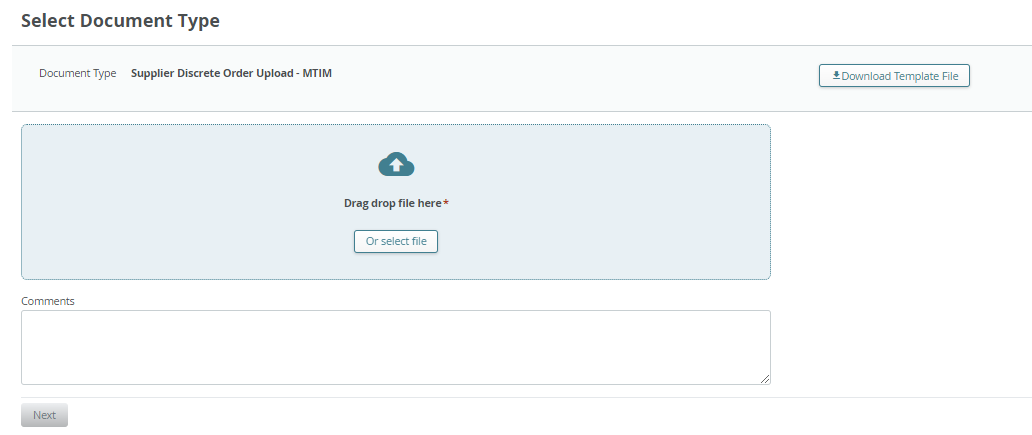 Select Document Type
Document Type Supplier Discrete Order Upload - MTIM
Download Template File
Drag drop file here*
Or select file
Comments
Next